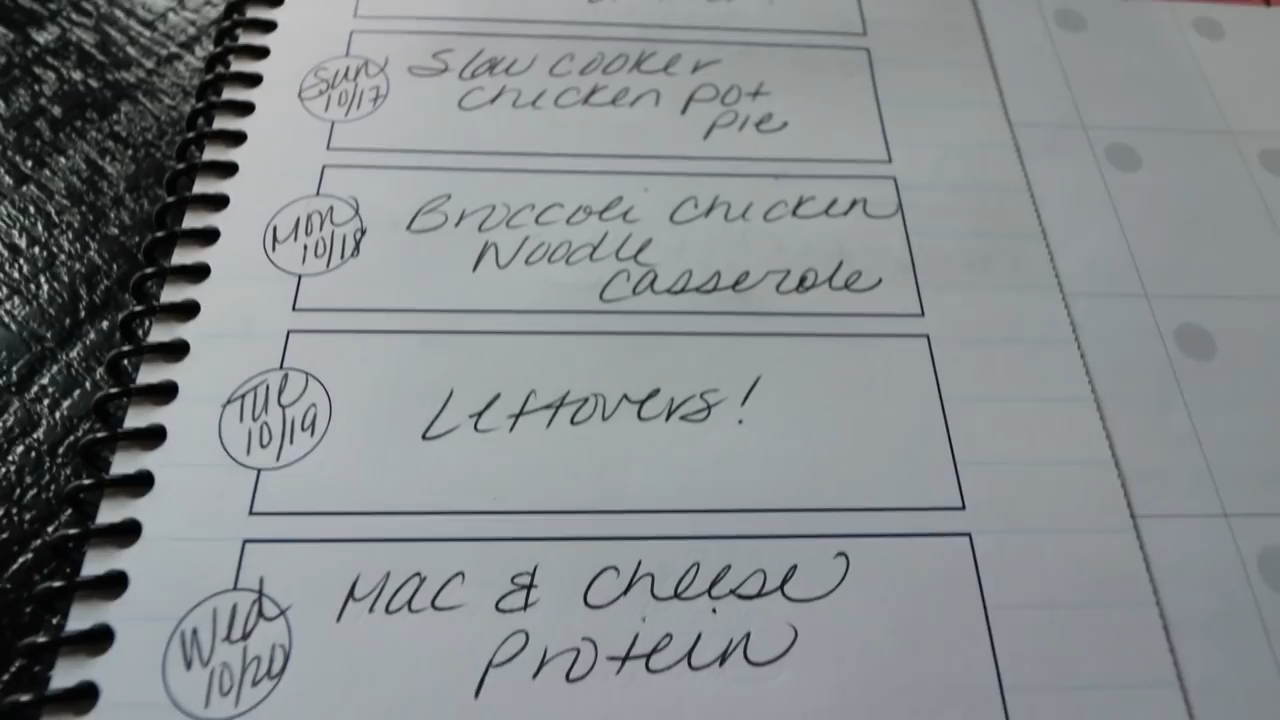 Sun
10/17
Slow cooker
chicken pot
pie
Mon
10/18
Broccoli chicken
Noodle
casserole
Tue
10/19
Leftovers!
Wed
10/20
Mac & cheese
Protein